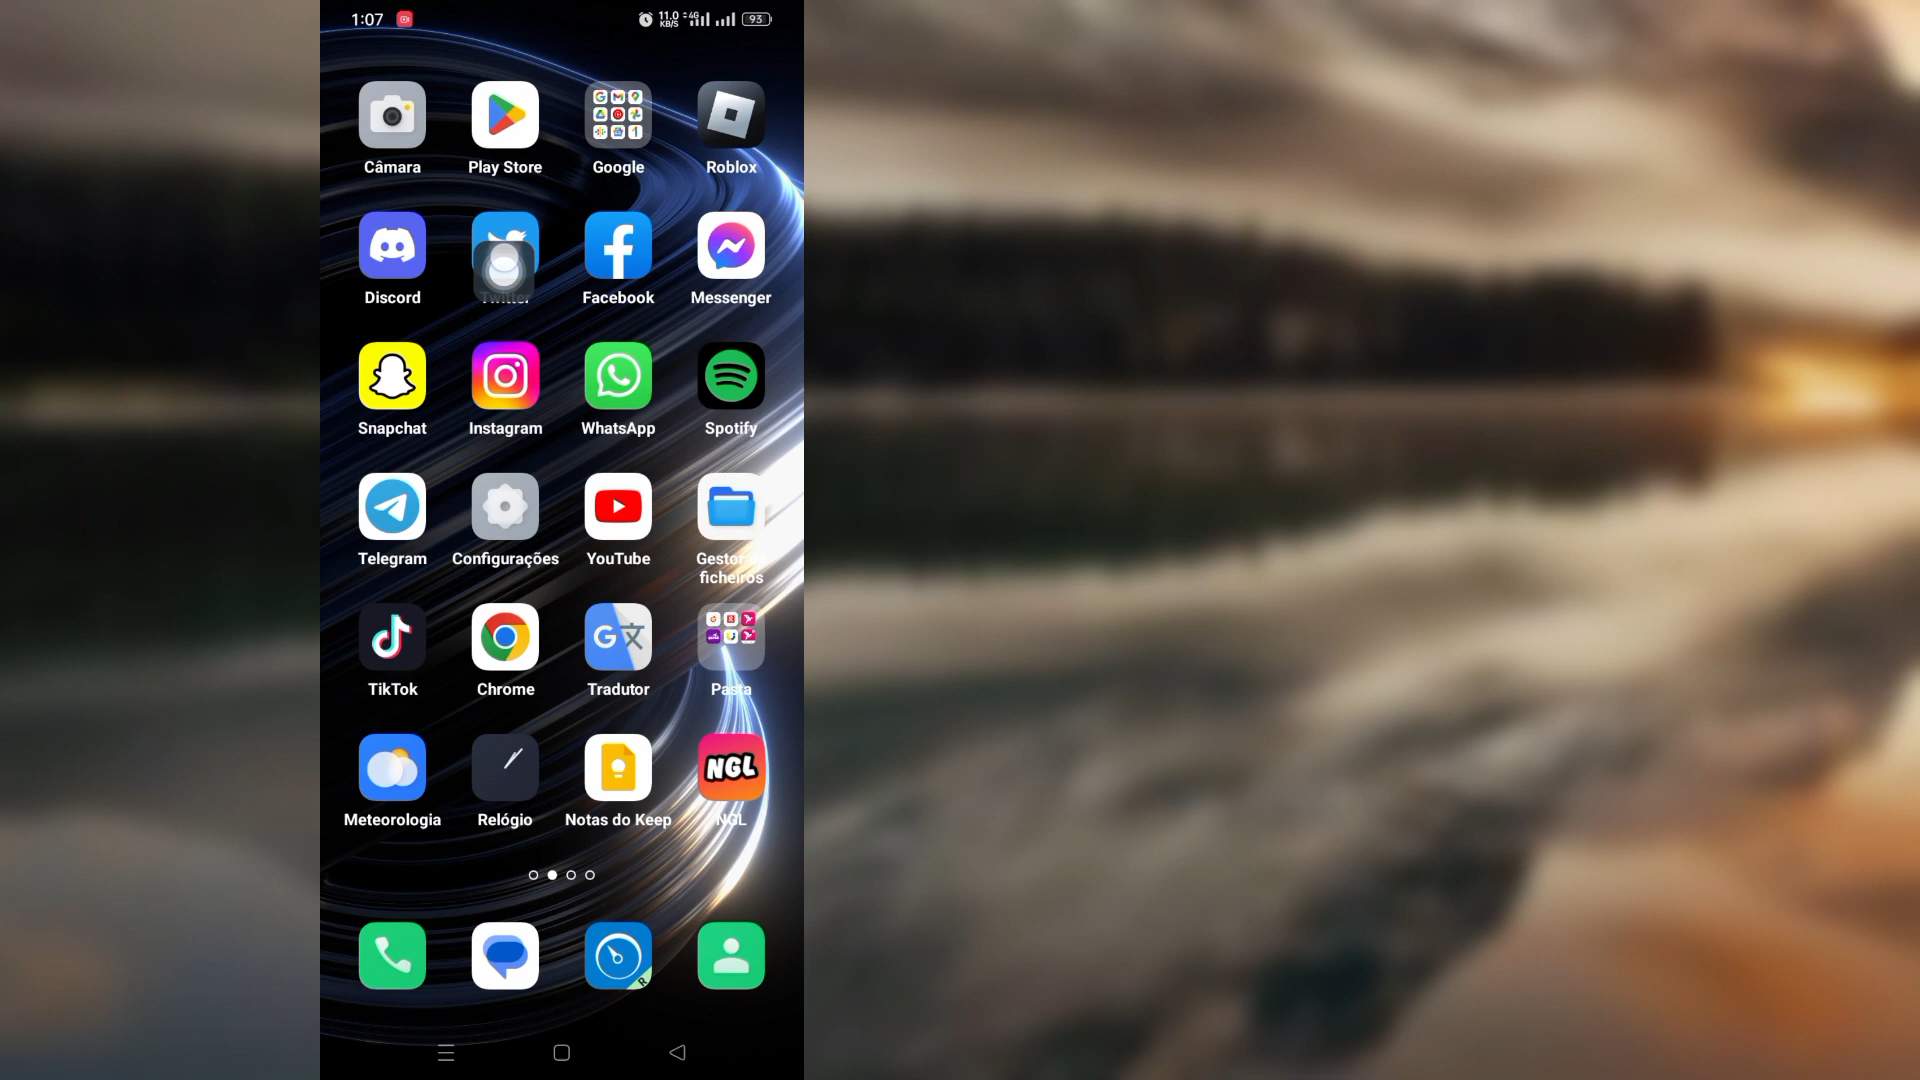 1:07
11.0
KB/S
4G
93
Câmara
Play Store
Google
Roblox
Discord
Twitter
Facebook
Messenger
Snapchat
Instagram
WhatsApp
Spotify
Telegram
Configurações
YouTube
Gestor de
ficheiros
TikTok
Chrome
Tradutor
Pasta
NGL
Meteorologia
Relógio
Notas do Keep
NGL